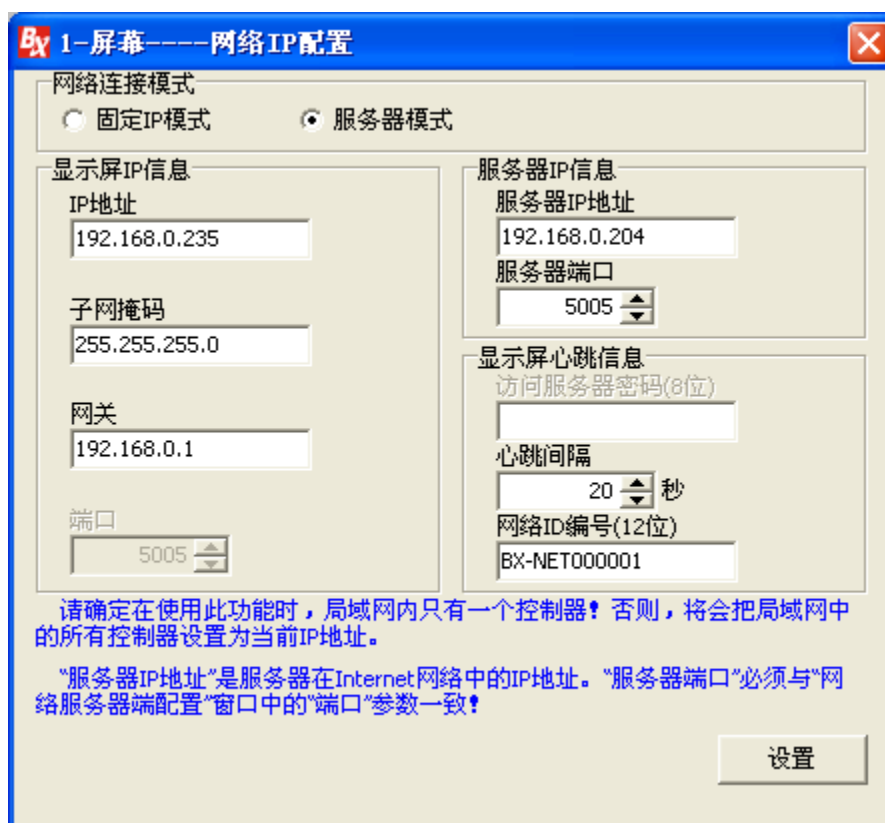 BX 1-屏幕----网络IP配置
网络连接模式
固定IP模式
服务器模式
显示屏IP信息
IP地址
192.168.0.235
子网掩码
255.255.255.0
网关
192.168.0.1
端口
5005
服务器IP信息
服务器IP地址
192.168.0.204
服务器端口
5005
显示屏心跳信息
访问服务器密码(8位)
心跳间隔
20 秒
网络ID编号(12位)
BX-NET000001
请确定在使用此功能时，局域网内只有一个控制器！否则，将会把局域网中
的所有控制器设置为当前IP地址。
“服务器IP地址”是服务器在Internet网络中的IP地址。“服务器端口”必须与“网
络服务器端配置”窗口中的“端口”参数一致！
设置